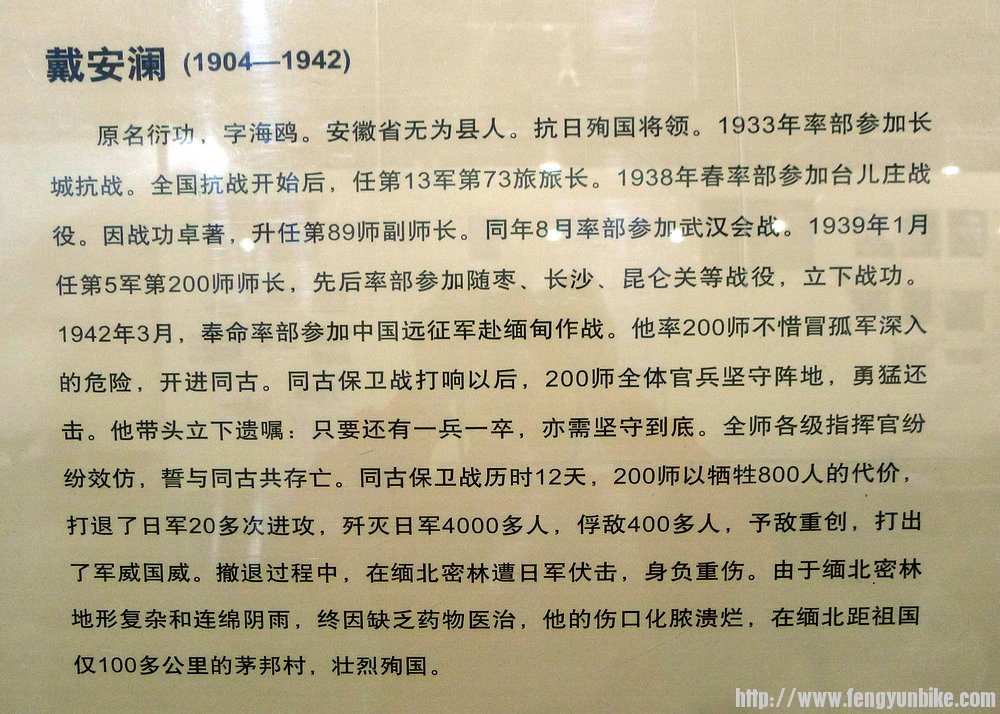 戴安澜 (1904—1942)
原名衍功，字海鸥。安徽省无为县人。抗日殉国将领。1933年率部参加长
城抗战。全国抗战开始后，任第13军第73旅旅长。1938年春率部参加台儿庄战
役。因战功卓著，升任第89师副师长。同年8月率部参加武汉会战。1939年1月
任第5军第200师师长，先后率部参加随枣、长沙、昆仑关等战役，立下战功。
1942年3月，奉命率部参加中国远征军赴缅甸作战。他率200师不惜冒孤军深入
的危险，开进同古。同古保卫战打响以后，200师全体官兵坚守阵地，勇猛还
击。他带头立下遗嘱：只要还有一兵一卒，亦需坚守到底。全师各级指挥官纷
纷效仿，誓与同古共存亡。同古保卫战历时12天，200师以牺牲800人的代价，
打退了日军20多次进攻，歼灭日军4000多人，俘敌400多人，予敌重创，打出
了军威国威。撤退过程中，在缅北密林遭日军伏击，身负重伤。由于缅北密林
地形复杂和连绵阴雨，终因缺乏药物医治，他的伤口化脓溃烂，在缅北距祖国
仅100多公里的茅邦村，壮烈殉国。
http://www.fengyunbike.com